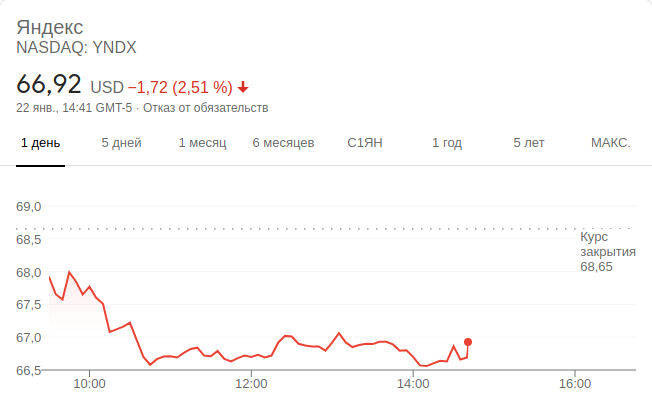 Яндекс
NASDAQ: YNDX
66,92 USD −1,72 (2,51 %)
22 янв., 14:41 GMT-5 · Отказ от обязательств
1 день 5 дней 1 месяц 6 месяцев С1ЯН 1 год 5 лет МАКС.
69,0
68,5
68,0
67,5
67,0
66,5
Курс
закрытия
68,65
10:00 12:00 14:00 16:00